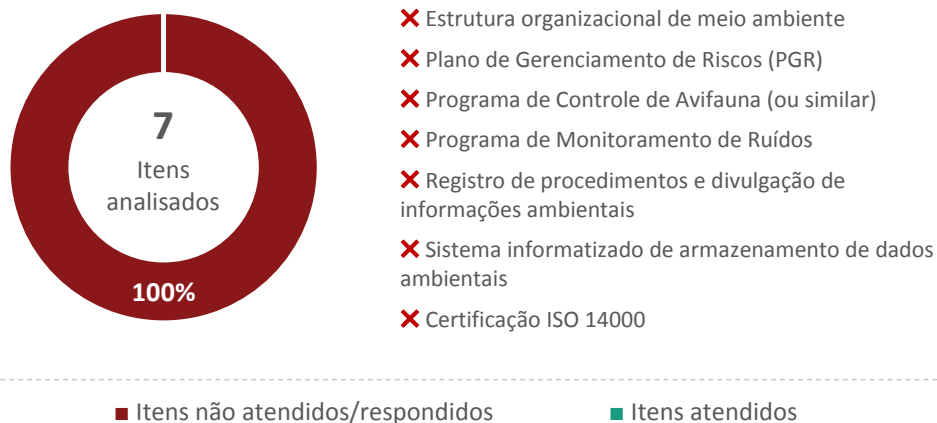 7
Itens
analisados
100%
❌ Estrutura organizacional de meio ambiente
❌ Plano de Gerenciamento de Riscos (PGR)
❌ Programa de Controle de Avifauna (ou similar)
❌ Programa de Monitoramento de Ruídos
❌ Registro de procedimentos e divulgação de
informações ambientais
❌ Sistema informatizado de armazenamento de dados
ambientais
❌ Certificação ISO 14000
■ Itens não atendidos/respondidos
■ Itens atendidos